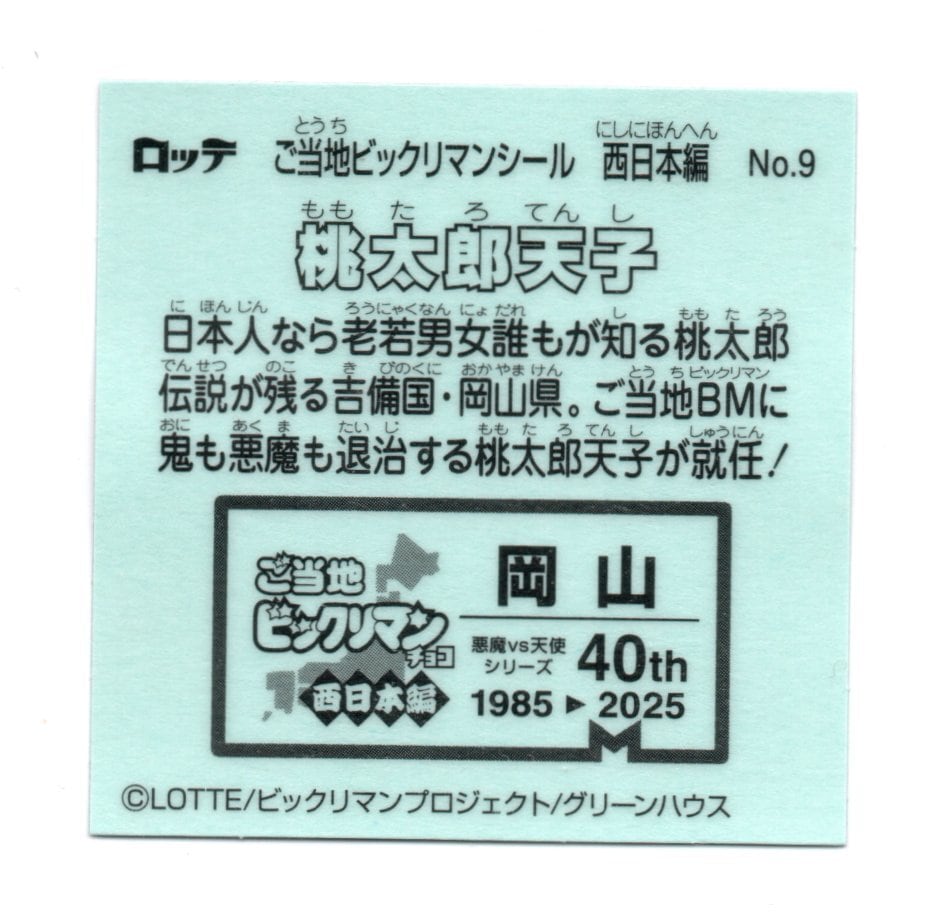 ロッテ ご当地ビックリマンシール 西日本編 No.9
とうち にしにほんへん
もも た ろ てん し
桃太郎天子
に ほん じん ろうにゃくなん にょ だれ し もも た ろう
日本人なら老若男女誰もが知る桃太郎
でん せつ のこ き びのくに おか やま けん とう ち ビックリマン
伝説が残る吉備国・岡山県。ご当地BMに
おに あく ま たい じ もも た ろ てん し しゅうにん
鬼も悪魔も退治する桃太郎天子が就任!
ご当地
ビックリマン
チョコ
西日本編
岡山
悪魔vs天使
シリーズ 40th
1985 ▶ 2025
©LOTTE/ビックリマンプロジェクト/グリーンハウス